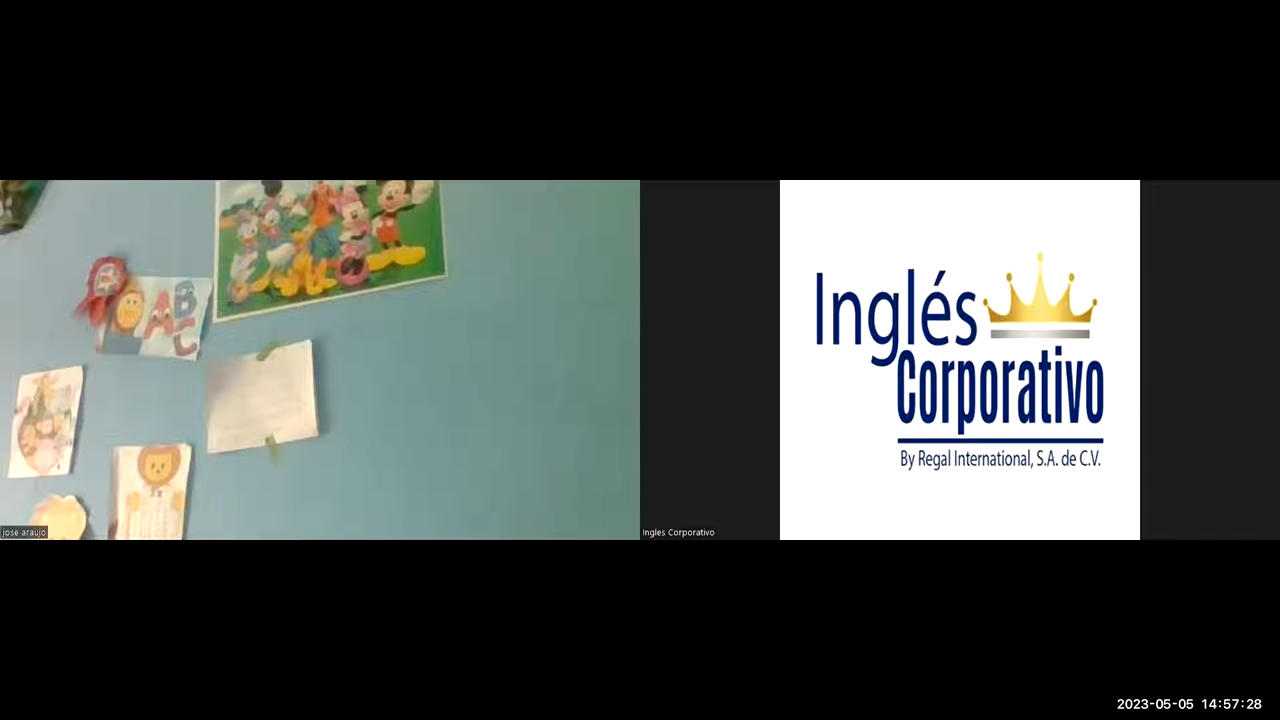 A B C
jose araujo
Inglés
Corporativo
By Regal International, S.A. de C.V.
Ingles Corporativo
2023-05-05 14:57:28